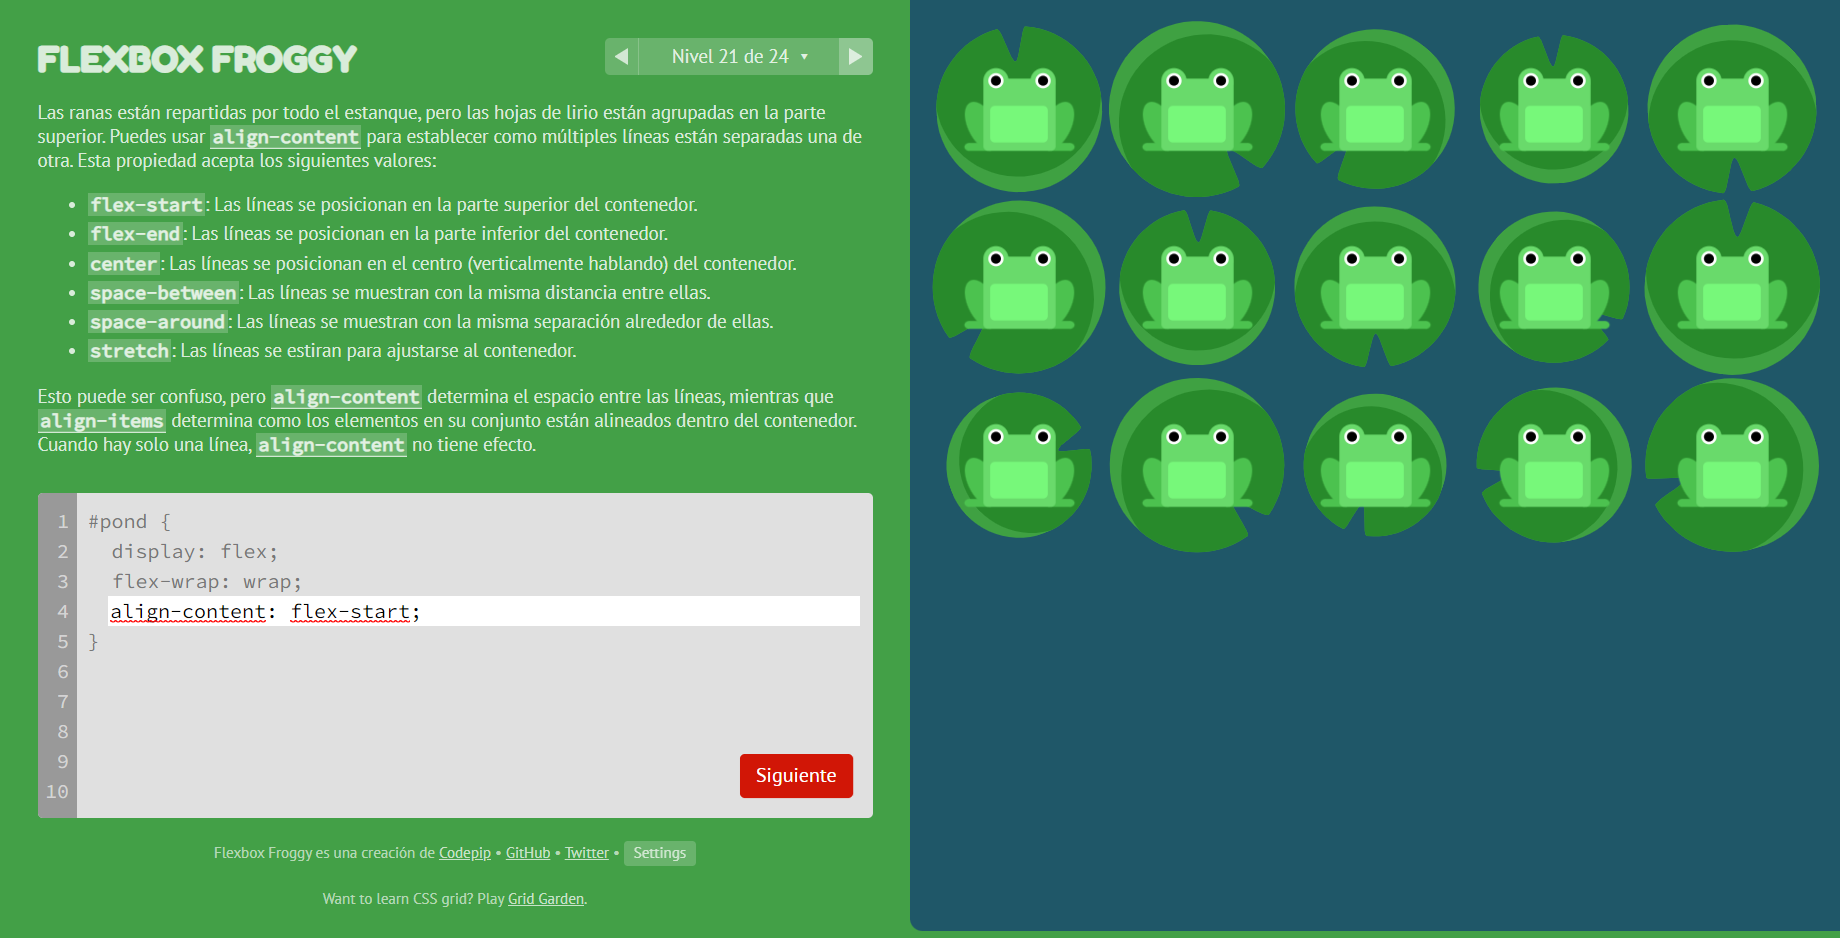 FLEXBOX FROGGY
◀ Nivel 21 de 24 ▾ ▶
Las ranas están repartidas por todo el estanque, pero las hojas de lirio están agrupadas en la parte
superior. Puedes usar align-content para establecer como múltiples líneas están separadas una de
otra. Esta propiedad acepta los siguientes valores:
• flex-start: Las líneas se posicionan en la parte superior del contenedor.
• flex-end: Las líneas se posicionan en la parte inferior del contenedor.
• center: Las líneas se posicionan en el centro (verticalmente hablando) del contenedor.
• space-between: Las líneas se muestran con la misma distancia entre ellas.
• space-around: Las líneas se muestran con la misma separación alrededor de ellas.
• stretch: Las líneas se estiran para ajustarse al contenedor.
Esto puede ser confuso, pero align-content determina el espacio entre las líneas, mientras que
align-items determina como los elementos en su conjunto están alineados dentro del contenedor.
Cuando hay solo una línea, align-content no tiene efecto.
1 #pond {
2 display: flex;
3 flex-wrap: wrap;
4 align-content: flex-start;
5 }
6
7
8
9
10
Siguiente
Flexbox Froggy es una creación de Codepip • GitHub • Twitter • Settings
Want to learn CSS grid? Play Grid Garden.